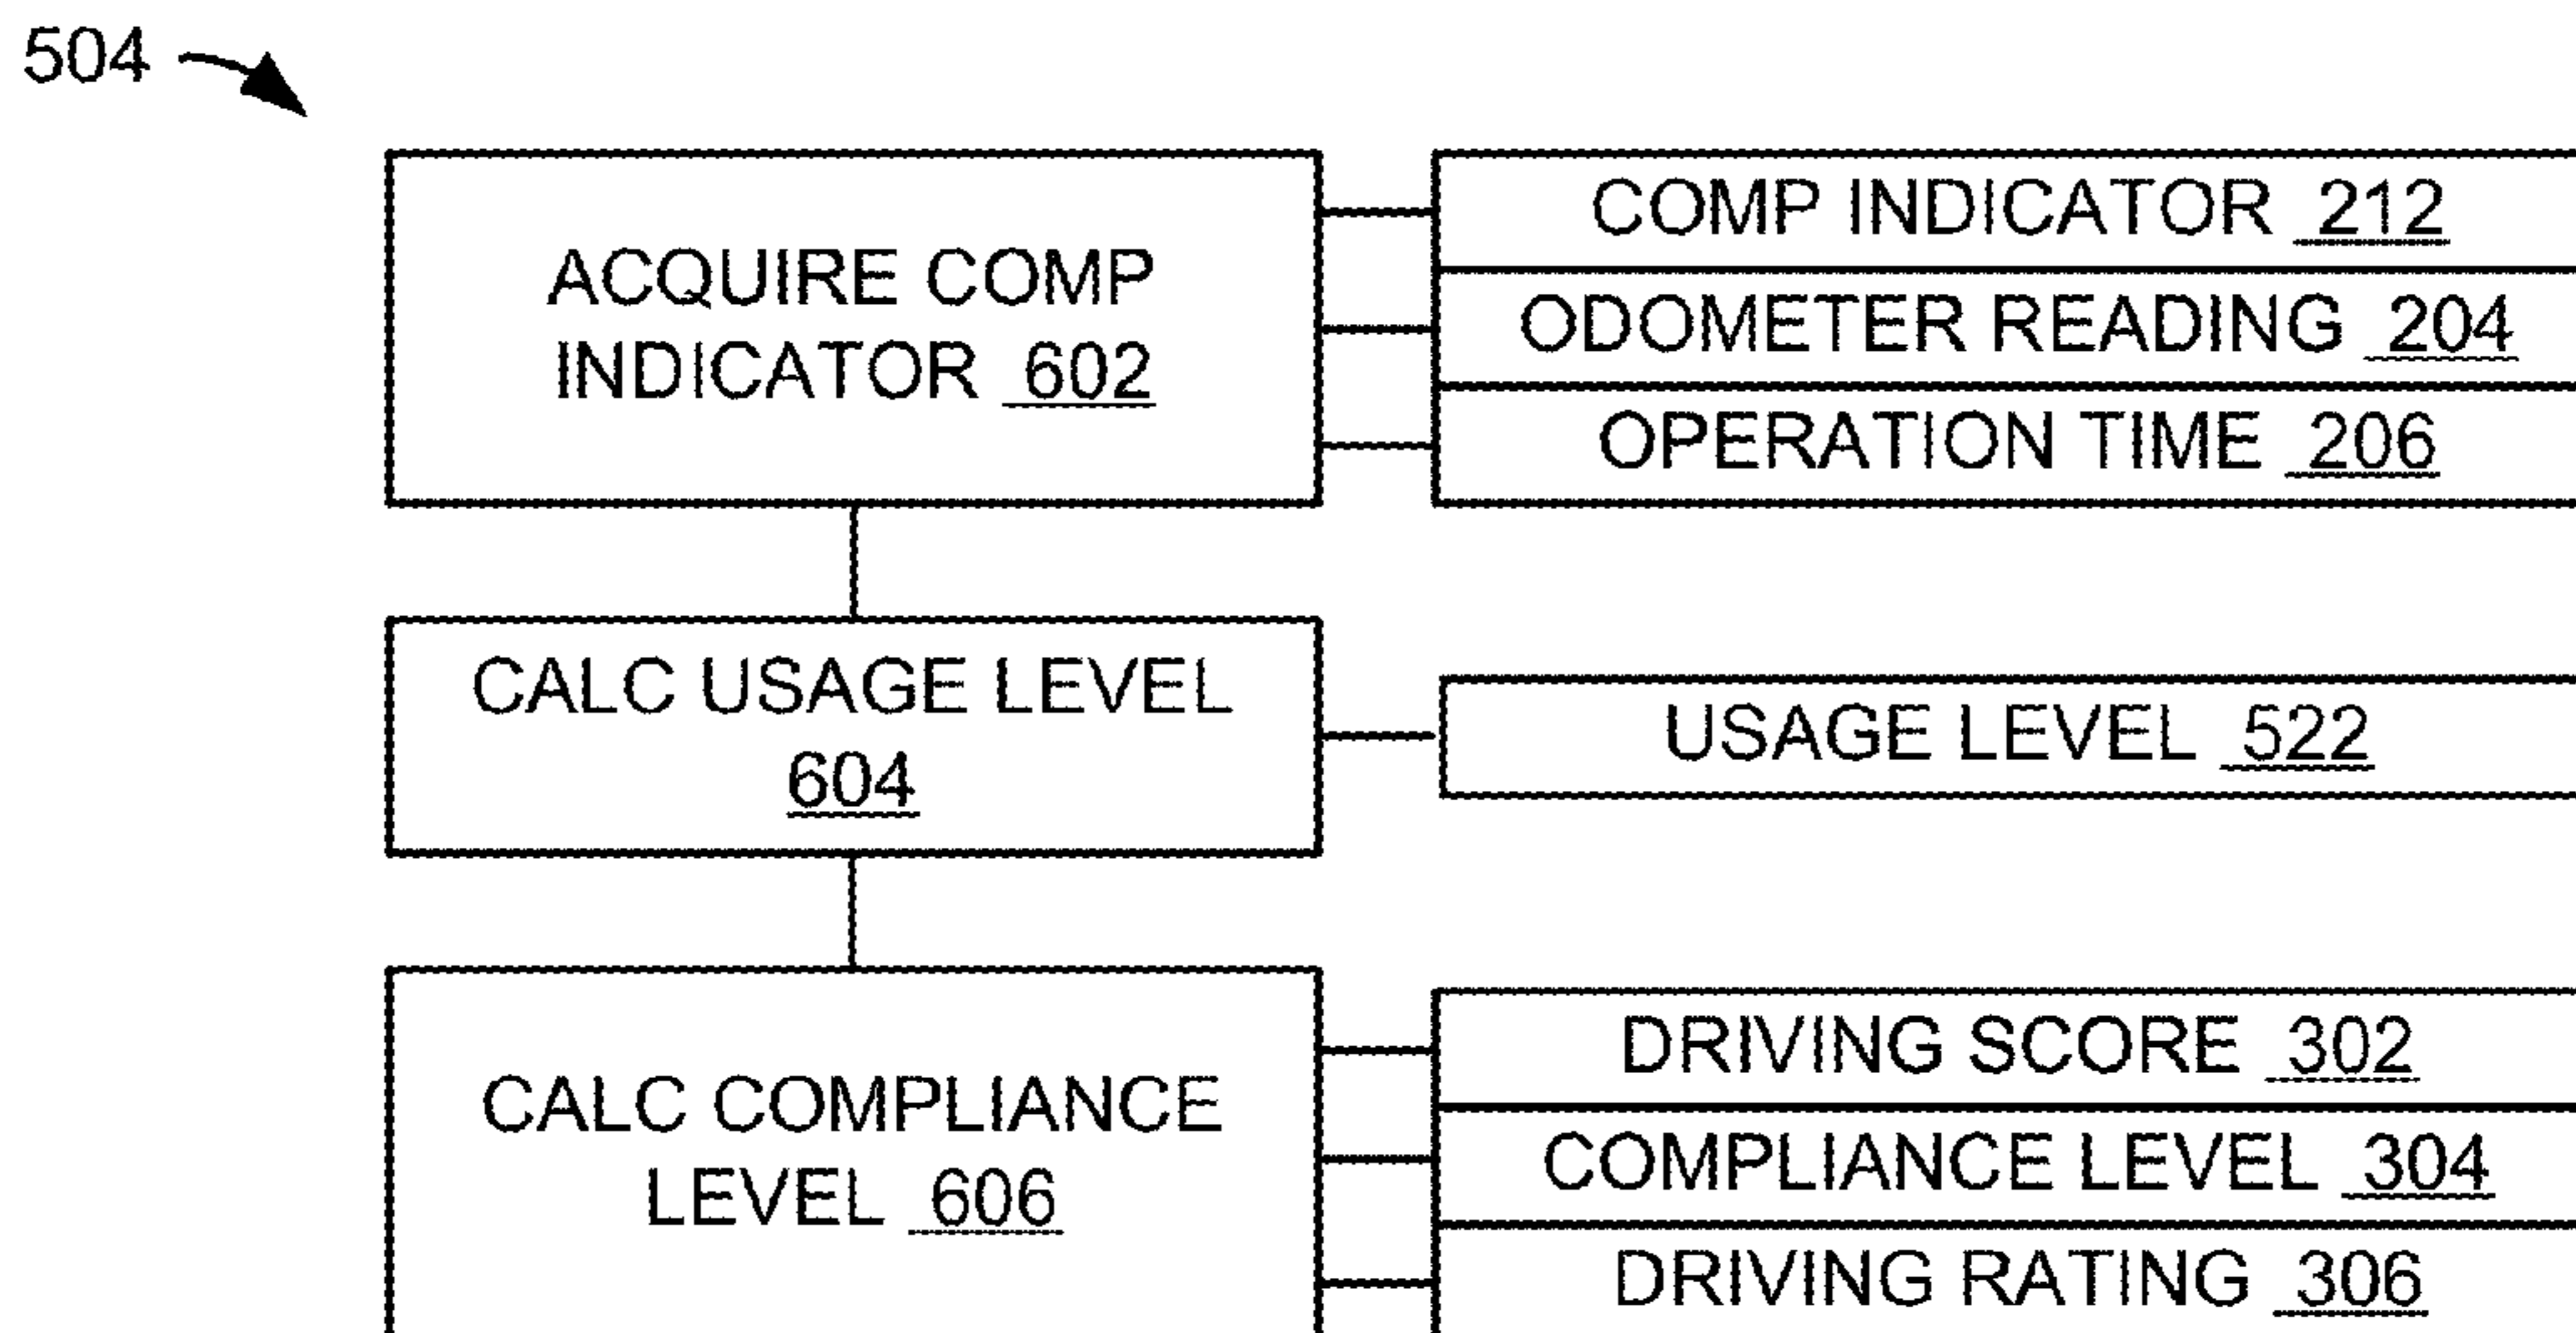 504
ACQUIRE COMP
INDICATOR 602
COMP INDICATOR 212
ODOMETER READING 204
OPERATION TIME 206
CALC USAGE LEVEL
604
USAGE LEVEL 522
CALC COMPLIANCE
LEVEL 606
DRIVING SCORE 302
COMPLIANCE LEVEL 304
DRIVING RATING 306